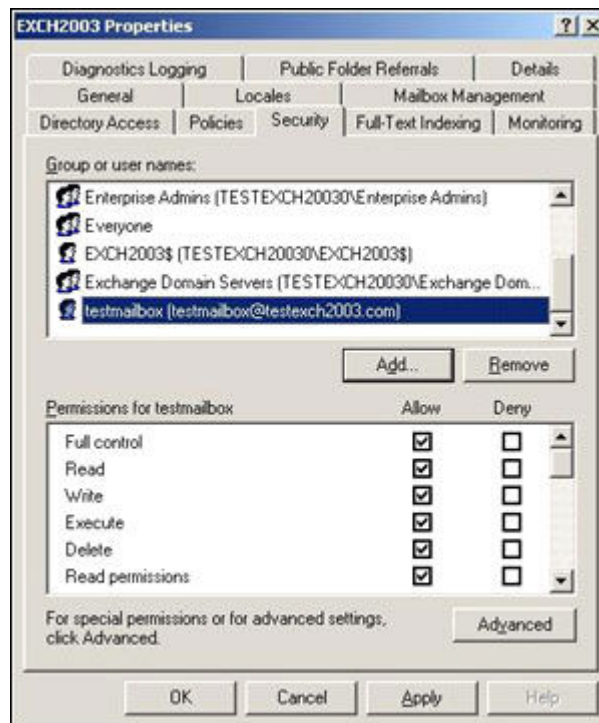 EXCH2003 Properties
Diagnostics Logging Public Folder Referrals Details
General Locales Mailbox Management
Directory Access Policies Security Full-Text Indexing Monitoring
Group or user names:
Enterprise Admins (TESTEXCH20030\Enterprise Admins)
Everyone
EXCH2003$ (TESTEXCH20030\EXCH2003$)
Exchange Domain Servers (TESTEXCH20030\Exchange Dom...
testmailbox (testmailbox@testexch2003.com)
Add... Remove
Permissions for testmailbox Allow Deny
Full control
Read
Write
Execute
Delete
Read permissions
For special permissions or for advanced settings,
click Advanced.
Advanced
OK Cancel Apply Help